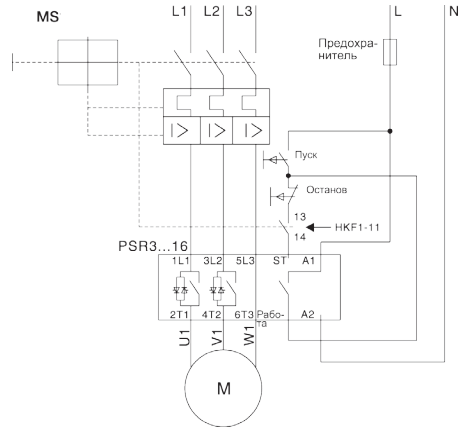 MS
L1 L2 L3
L
N
Предохра-
нитель
Пуск
Останов
13
14
HKF1-11
PSR3...16
1L1 3L2 5L3 ST A1
2T1 4T2 6T3 Рабо-
та
A2
U1
V1
W1
M